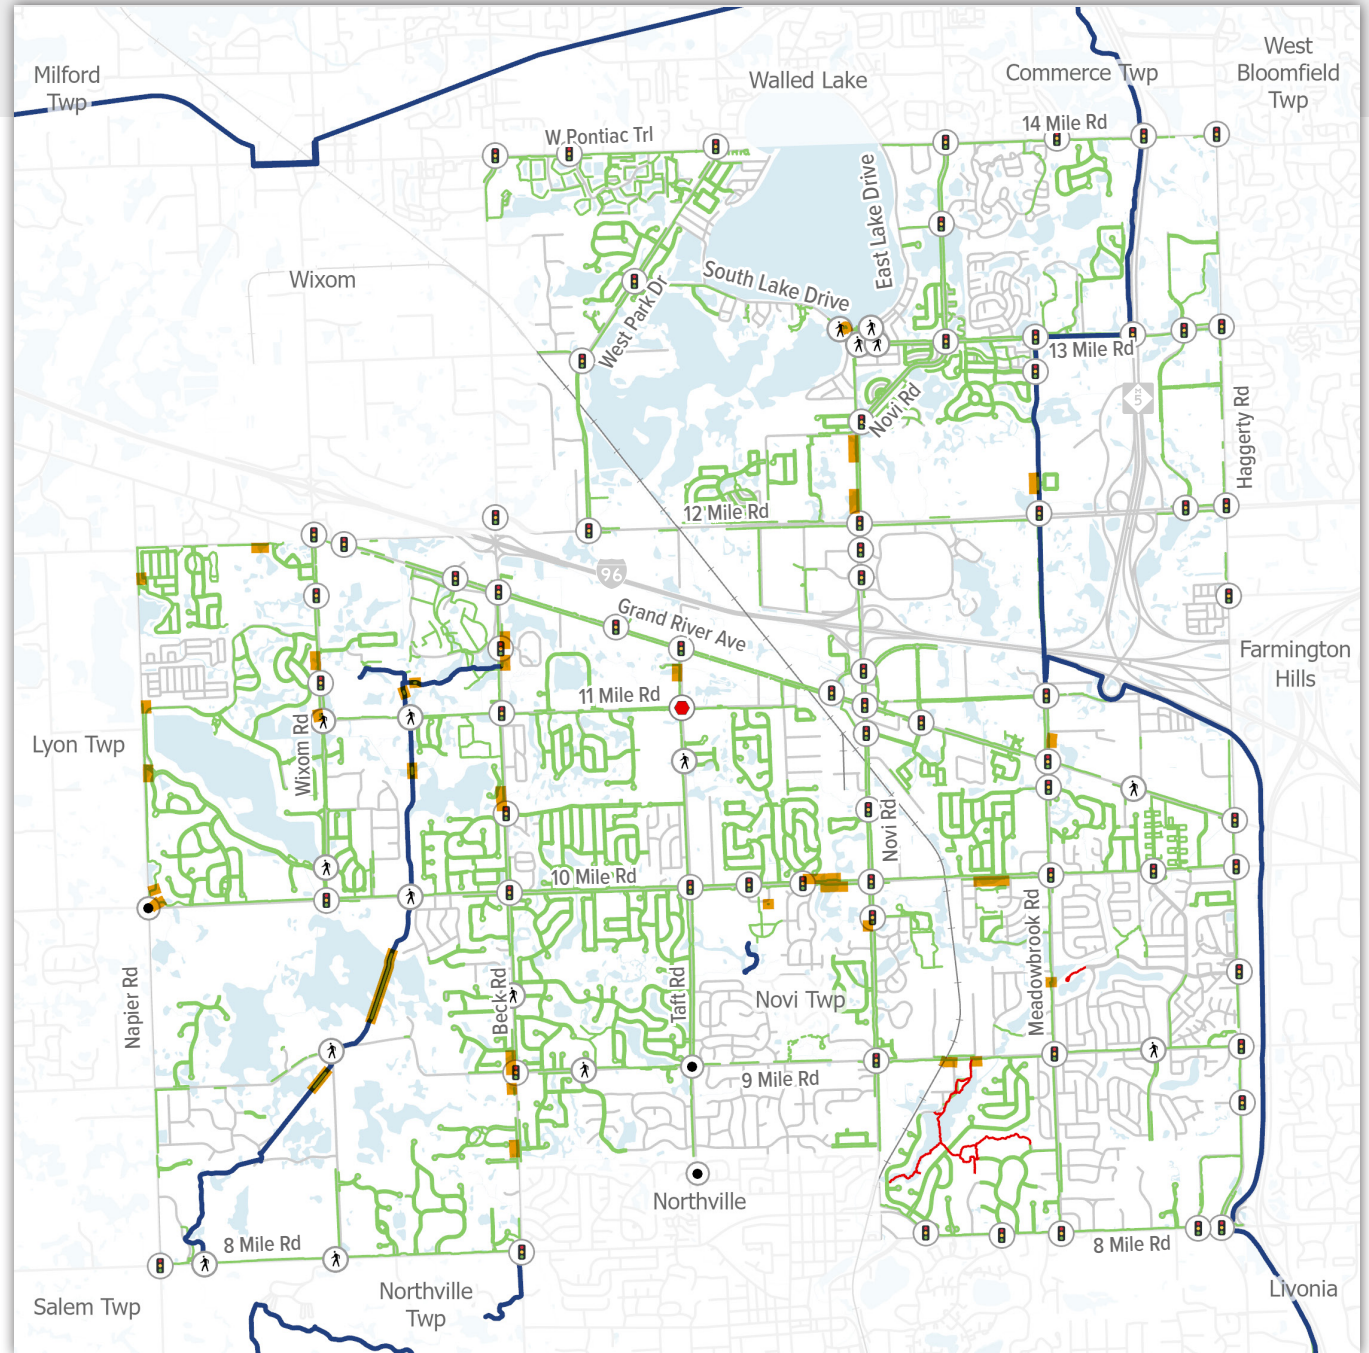 West
Bloomfield
Twp
Milford
Twp
Walled Lake
Commerce Twp
14 Mile Rd
W Pontiac Trl
East Lake Drive
South Lake Drive
Wixom
West Park Dr
13 Mile Rd
Novi Rd
5
Haggerty Rd
12 Mile Rd
96
Grand River Ave
Farmington
Hills
11 Mile Rd
Lyon Twp
Wixom Rd
Novi Rd
10 Mile Rd
Meadowbrook Rd
Napier Rd
Beck Rd
Taft Rd
Novi Twp
9 Mile Rd
Northville
8 Mile Rd
8 Mile Rd
Northville
Twp
Salem Twp
Livonia